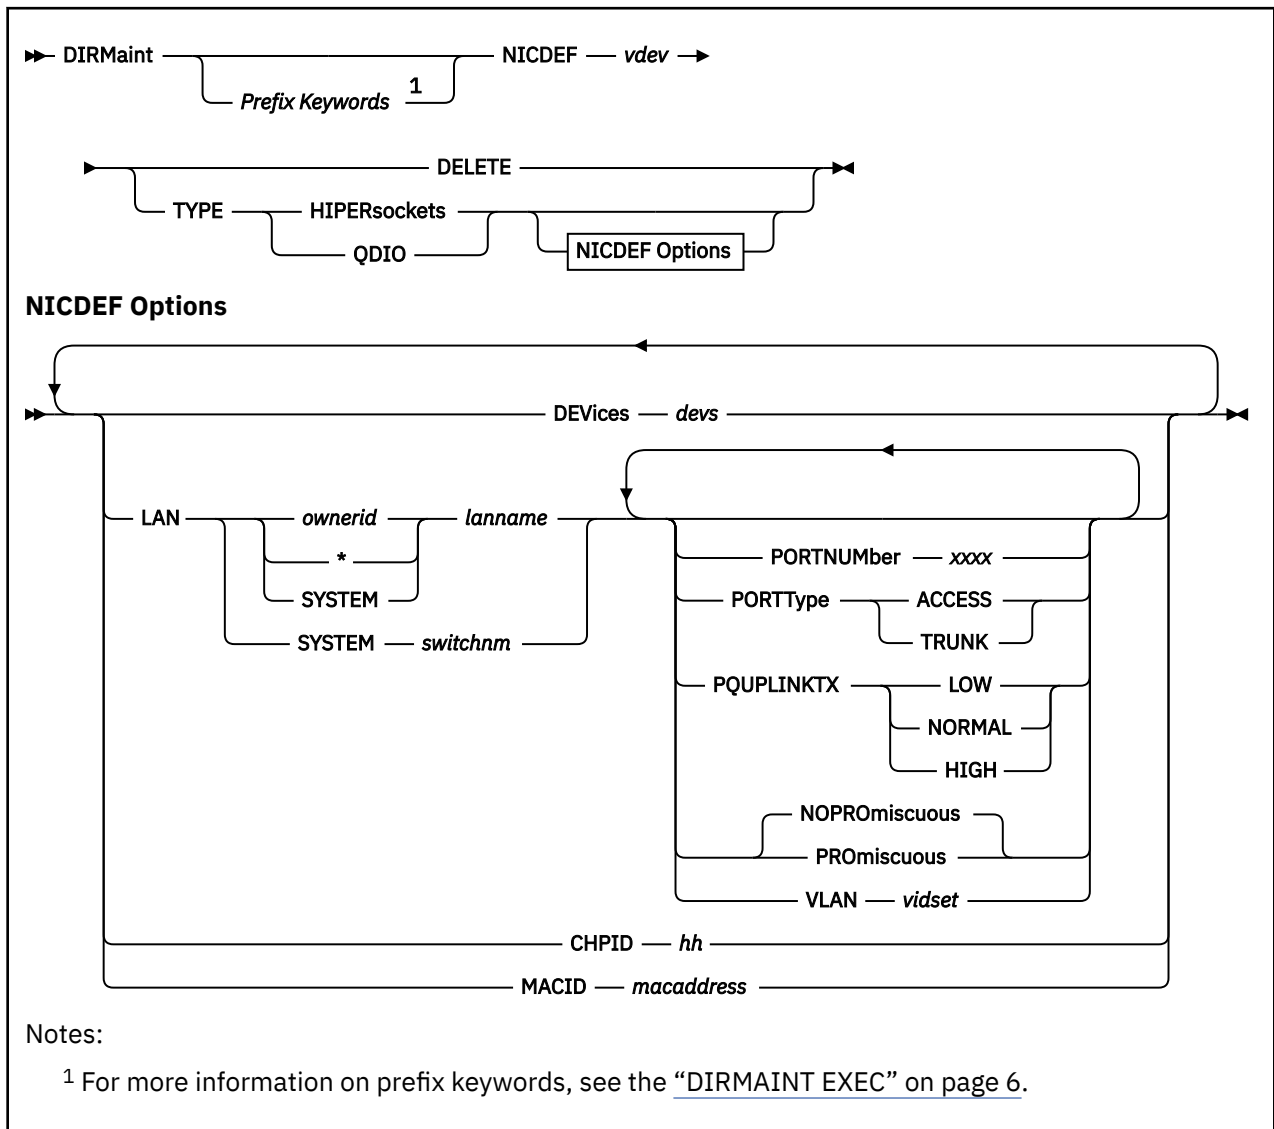 DIRMaint NICDEF vdev
Prefix Keywords 1
DELETE
TYPE HIPERsockets
QDIO NICDEF Options
NICDEF Options
DEVices devs
LAN ownerid lanname
*
PORTNUMber xxxx
SYSTEM PORTType ACCESS
SYSTEM switchnm TRUNK
PQUPLINKTX LOW
NORMAL
HIGH
NOPROmiscuous
PROmiscuous
VLAN vidset
CHPID hh
MACID macaddress
Notes:
1 For more information on prefix keywords, see the “DIRMAINT EXEC” on page 6.